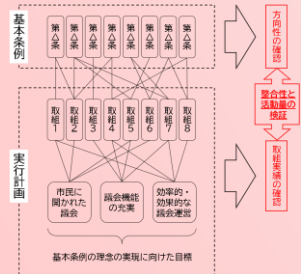 基本条例
第△条
第△条
第△条
第△条
第△条
第△条
第△条
第△条
方向性の確認
整合性と
活動量の
検証
実行計画
取組1
取組2
取組3
取組4
取組5
取組6
取組7
取組8
取組実績の確認
市民に
開かれた
議会
議会機能
の充実
効率的・
効果的な
議会運営
基本条例の理念の実現に向けた目標